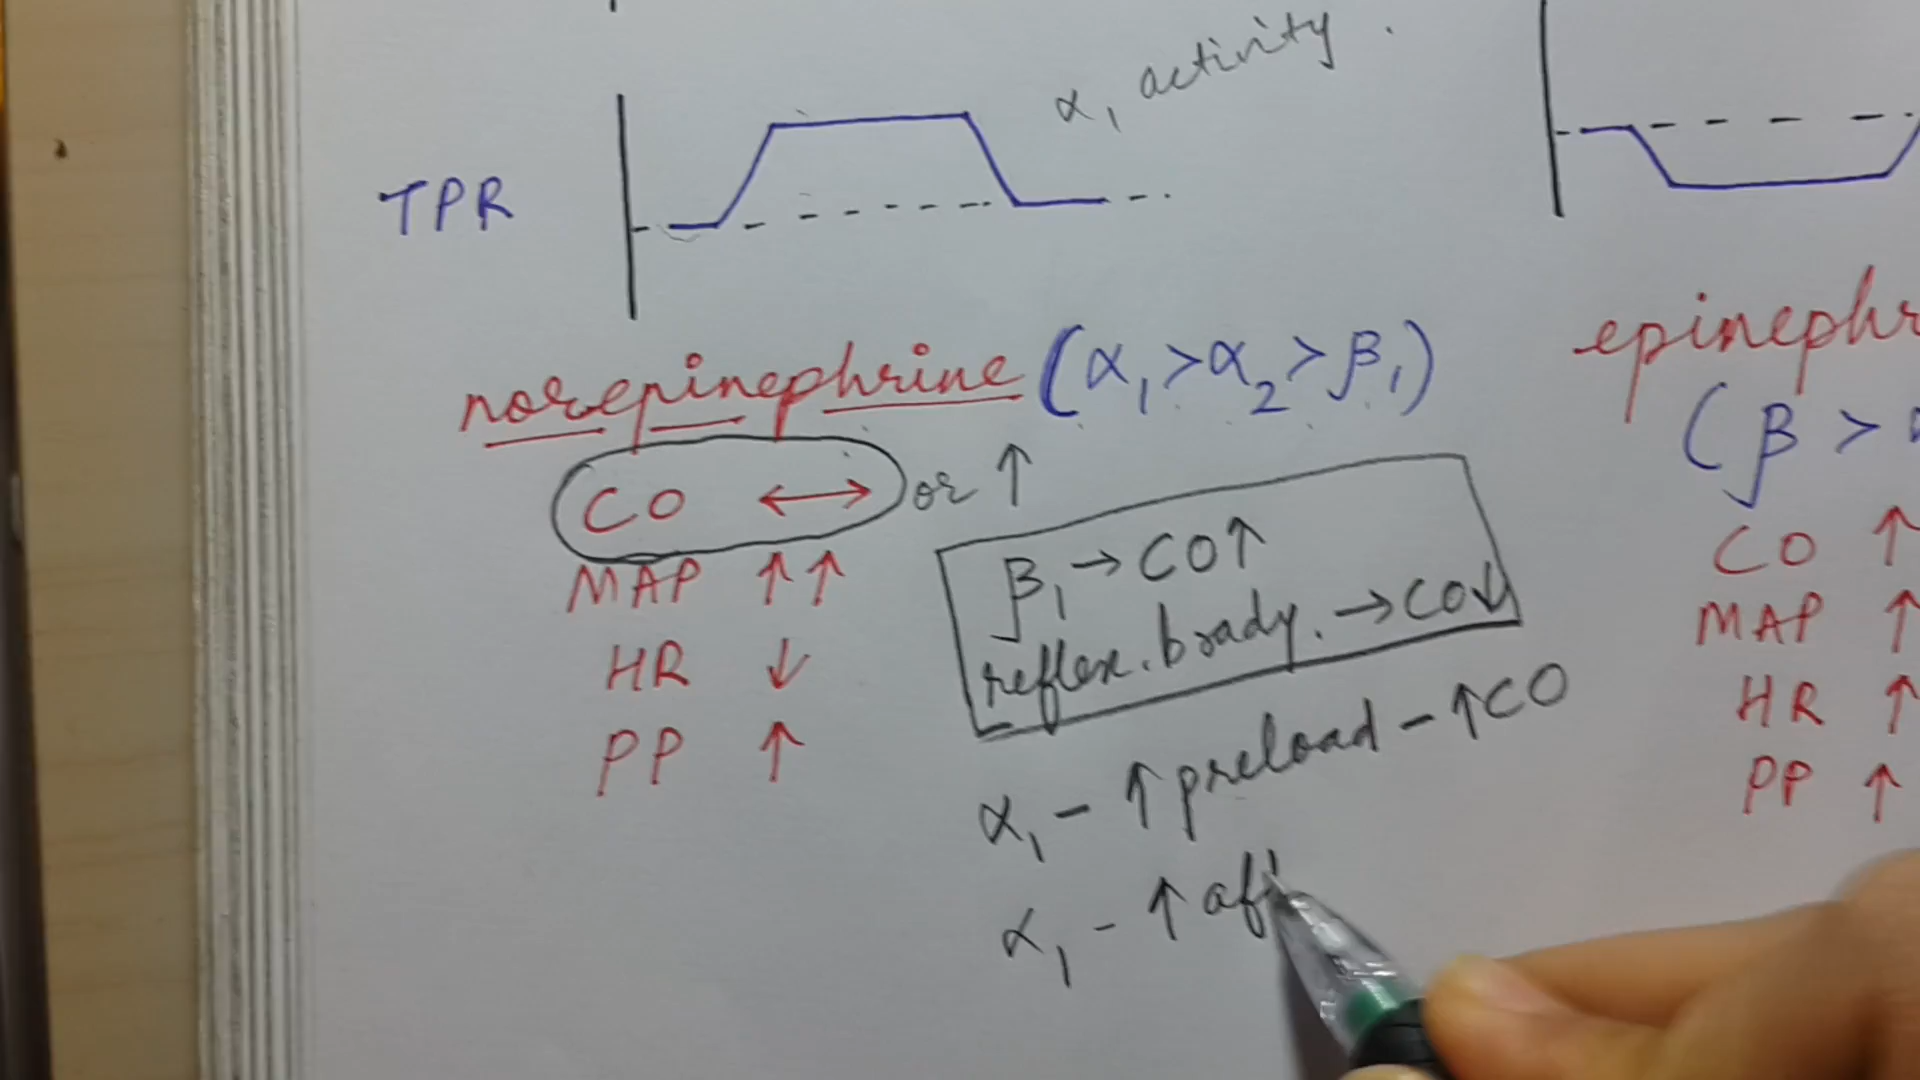 α₁ activity.
TPR
norepinephrine (α₁ > α₂ > β₁)
CO ↔ or ↑
MAP ↑↑
HR ↓
PP ↑
β₁ → CO↑
reflex. brady. → CO↓
α₁ - ↑ preload - ↑CO
α₁ - ↑ af
(β >
CO ↑
MAP ↑
HR ↑
PP ↑